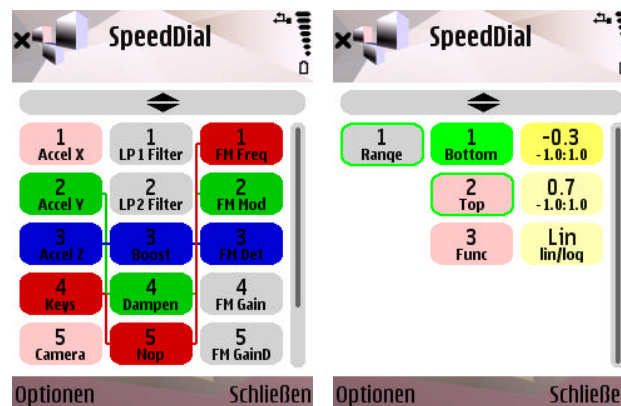 SpeedDial
1 1 1
Accel X LP1 Filter FM Freq
2 2 2
Accel Y LP2 Filter FM Mod
3 3 3
Accel Z Boost FM Det
4 4 4
Keys Dampen FM Gain
5 5 5
Camera Nop FM GainD
Optionen Schließen
SpeedDial
1 1 -0.3
Range Bottom -1.0:1.0
2 0.7
Top -1.0:1.0
3 Lin
Func lin/log
Optionen Schließe